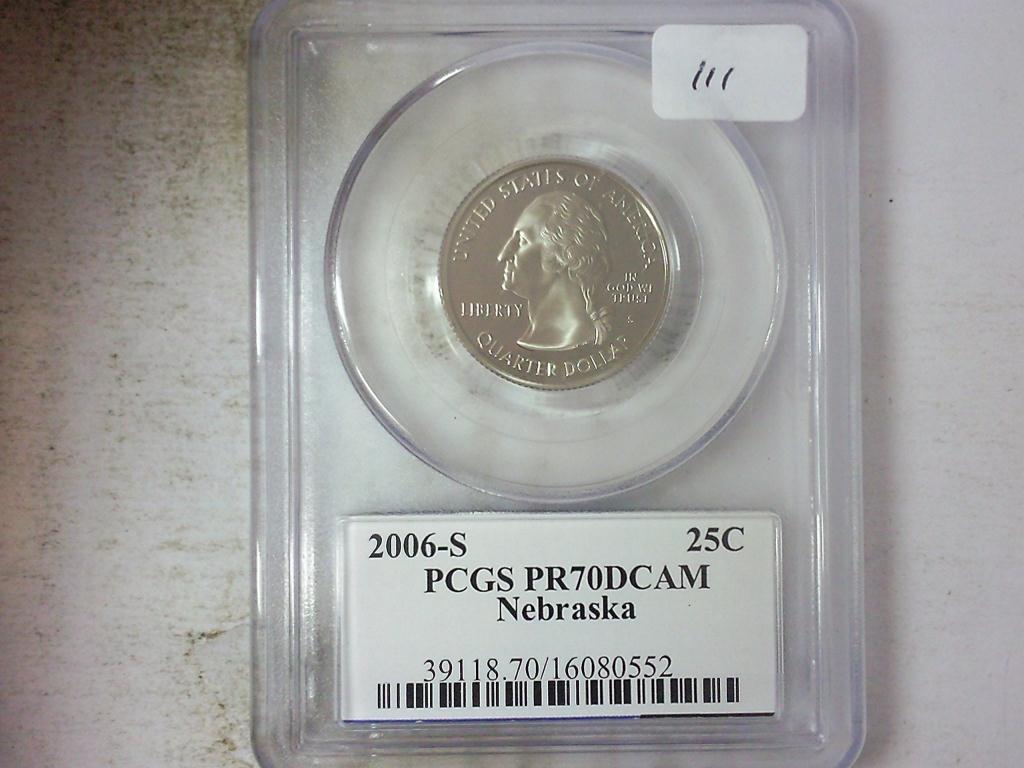 111
UNITED STATES OF AMERICA
LIBERTY
IN
GOD WE
TRUST
S
QUARTER DOLLAR
2006-S 25C
PCGS PR70DCAM
Nebraska
39118.70/16080552